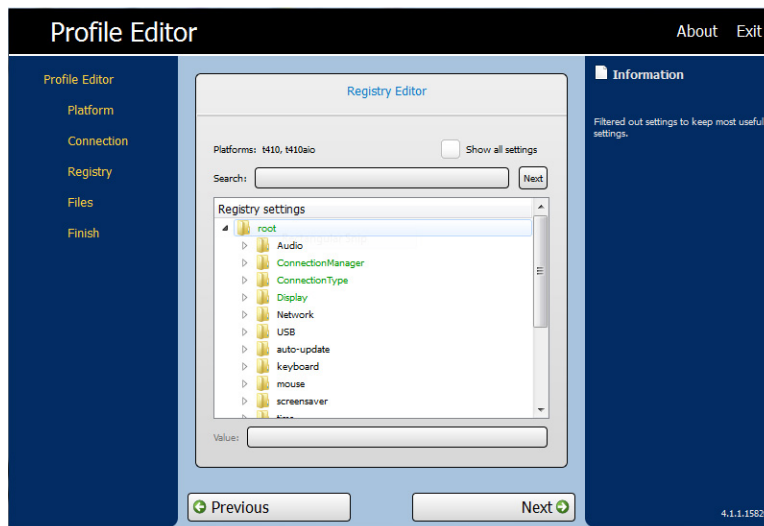 Profile Editor
About Exit
Profile Editor
Platform
Connection
Registry
Files
Finish
Registry Editor
Platforms: t410, t410aio
Show all settings
Search:
Next
Registry settings
root
Audio
ConnectionManager
ConnectionType
Display
Network
USB
auto-update
keyboard
mouse
screensaver
Value:
Previous
Next
Information
Filtered out settings to keep most useful
settings.
4.1.1.1582